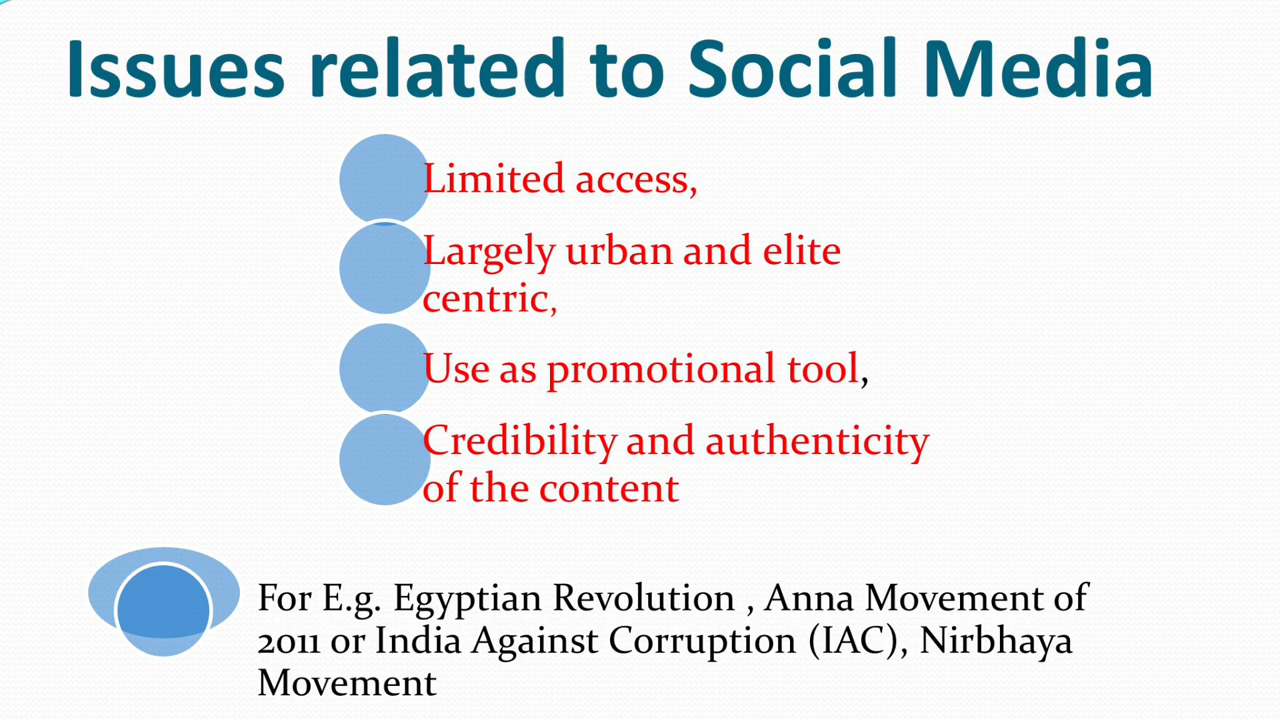 Issues related to Social Media
Limited access,
Largely urban and elite
centric,
Use as promotional tool,
Credibility and authenticity
of the content
For E.g. Egyptian Revolution , Anna Movement of
2011 or India Against Corruption (IAC), Nirbhaya
Movement